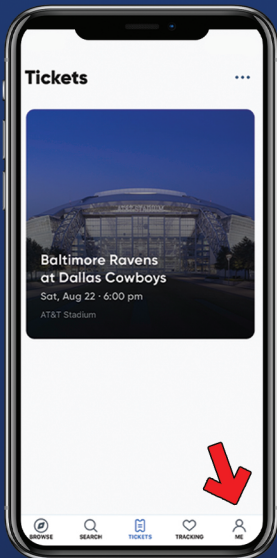 Tickets
Baltimore Ravens
at Dallas Cowboys
Sat, Aug 22 · 6:00 pm
AT&T Stadium
BROWSE
SEARCH
TICKETS
TRACKING
ME